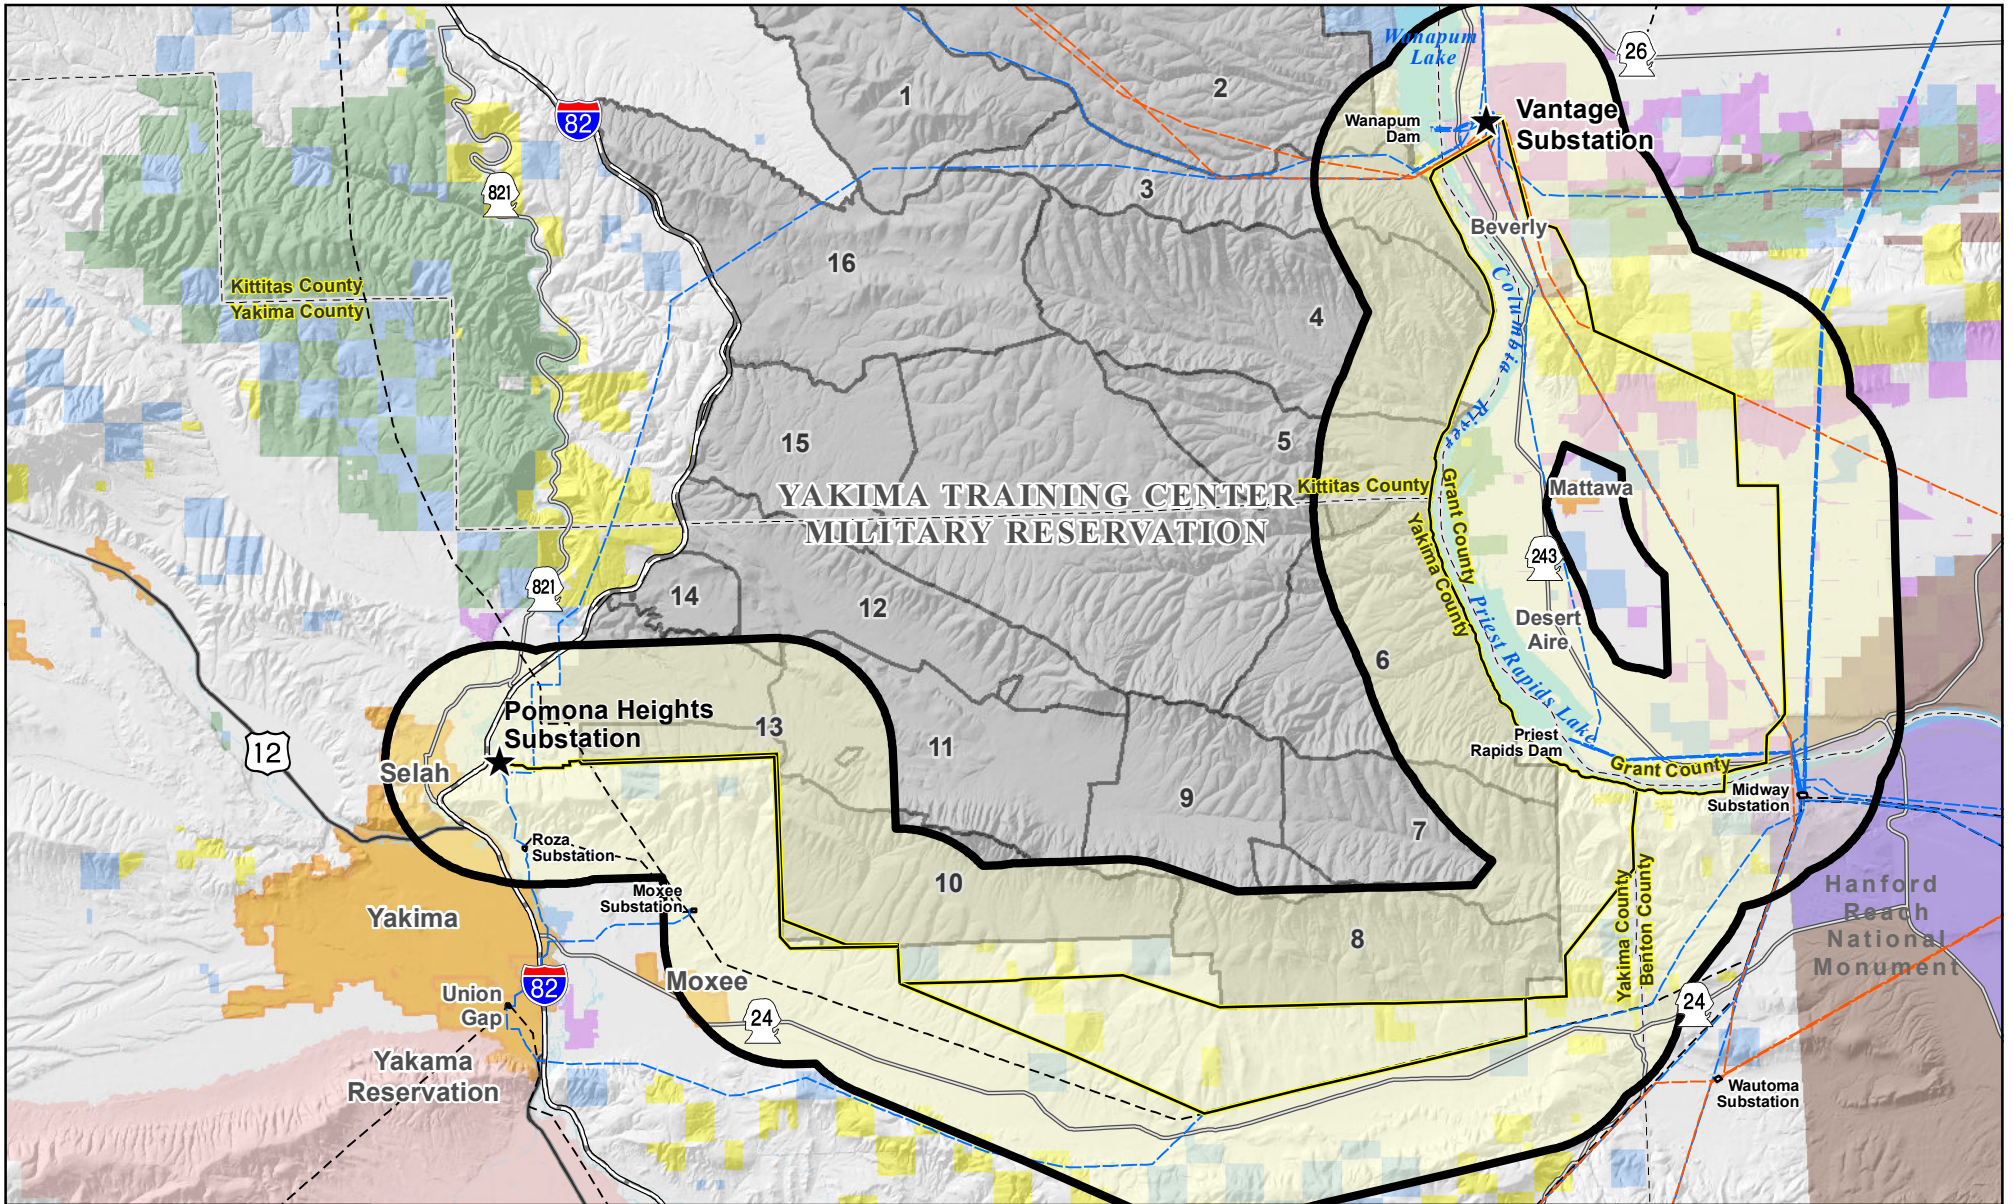 Wanapum
Lake
26
1
2
82
Vantage
Substation
Wanapum
Dam
821
3
Beverly
16
Kittitas County
Yakima County
Columbia
River
4
15
5
YAKIMA TRAINING CENTER
MILITARY RESERVATION
Kittitas County
Grant County
Yakima County
Mattawa
243
821
14
12
Desert
Aire
Priest Rapids Lake
6
Pomona Heights
Substation
13
11
12
Selah
Priest
Rapids Dam
Grant County
Midway
Substation
9
7
Roza
Substation
Moxee
Substation
10
Yakima
8
Yakima County
Benton County
Hanford
Reach
National
Monument
Moxee
82
Union
Gap
24
24
Yakama
Reservation
Wautoma
Substation